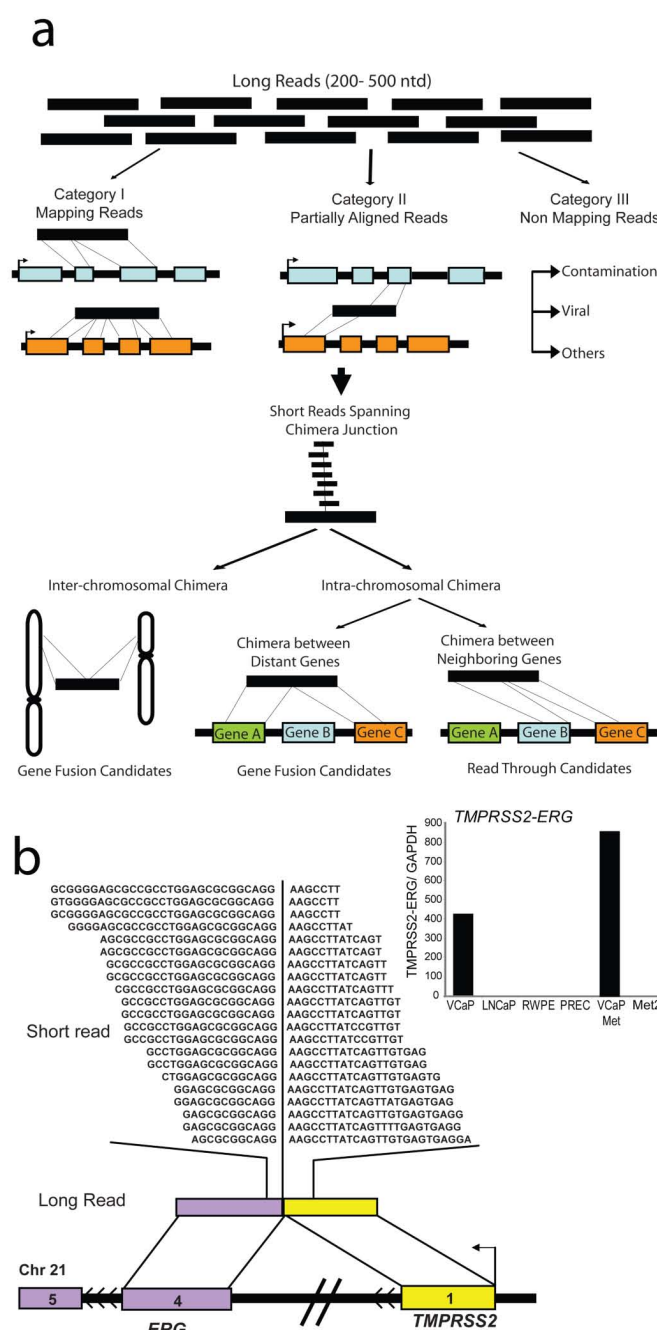 a
Long Reads (200- 500 ntd)
Category I
Mapping Reads
Category II
Partially Aligned Reads
Category III
Non Mapping Reads
Contamination
Viral
Others
Short Reads Spanning
Chimera Junction
Inter-chromosomal Chimera
Intra-chromosomal Chimera
Chimera between
Distant Genes
Chimera between
Neighboring Genes
Gene A Gene B Gene C
Gene A Gene B Gene C
Gene Fusion Candidates
Gene Fusion Candidates
Read Through Candidates
b
TMPRSS2-ERG
TMPRSS2-ERG/ GAPDH
900
800
700
600
500
400
300
200
100
0
VCaP LNCaP RWPE PREC VCaP Met Met2
Short read
GCGGGGAGCGCCGCCTGGAGCGCGGCAGG AAGCCTT
GTGGGGAGCGCCGCCTGGAGCGCGGCAGG AAGCCTT
GCGGGGAGCGCCGCCTGGAGCGCGGCAGG AAGCCTT
GGGGAGCGCCGCCTGGAGCGCGGCAGG AAGCCTTAT
AGCGCCGCCTGGAGCGCGGCAGG AAGCCTTATCAGT
AGCGCCGCCTGGAGCGCGGCAGG AAGCCTTATCAGT
GCGCCGCCTGGAGCGCGGCAGG AAGCCTTATCAGTT
GCGCCGCCTGGAGCGCGGCAGG AAGCCTTATCAGTT
CGCCGCCTGGAGCGCGGCAGG AAGCCTTATCAGTTT
GCCGCCTGGAGCGCGGCAGG AAGCCTTATCAGTTGT
GCCGCCTGGAGCGCGGCAGG AAGCCTTATCAGTTGT
GCCGCCTGGAGCGCGGCAGG AAGCCTTATCCGTTGT
GCCGCCTGGAGCGCGGCAGG AAGCCTTATCCGTTGT
GCCTGGAGCGCGGCAGG AAGCCTTATCAGTTGTGAG
GCCTGGAGCGCGGCAGG AAGCCTTATCAGTTGTGAG
CTGGAGCGCGGCAGG AAGCCTTATCAGTTGTGAGTG
GGAGCGCGGCAGG AAGCCTTATCAGTTGTGAGTGAG
GGAGCGCGGCAGG AAGCCTTATCAGTTATGAGTGAG
GAGCGCGGCAGG AAGCCTTATCAGTTGTGAGTGAGG
GAGCGCGGCAGG AAGCCTTATCAGTTTTGAGTGAGG
AGCGCGGCAGG AAGCCTTATCAGTTGTGAGTGAGGA
Long Read
Chr 21
5 4 1
ERG TMPRSS2